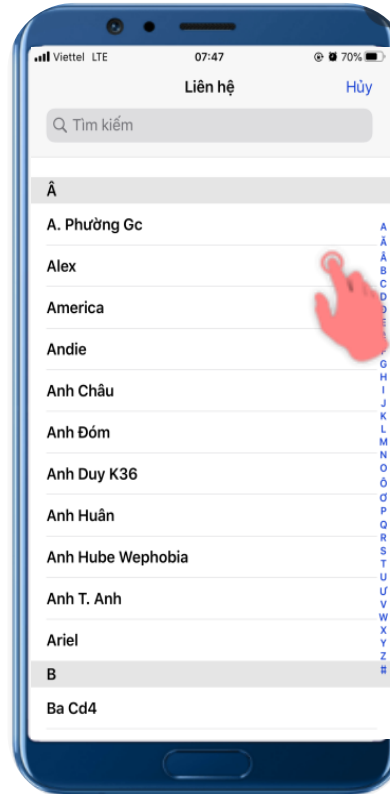 Viettel LTE 07:47 70%
Liên hệ Hủy
Tìm kiếm
Â
A. Phường Gc
Alex
America
Andie
Anh Châu
Anh Đóm
Anh Duy K36
Anh Huân
Anh Hube Wephobia
Anh T. Anh
Ariel
B
Ba Cd4
A
Ă
Â
B
C
D
Đ
E
G
H
I
J
K
L
M
N
O
Ô
Ơ
P
Q
R
S
T
U
Ư
V
W
X
Y
Z
#